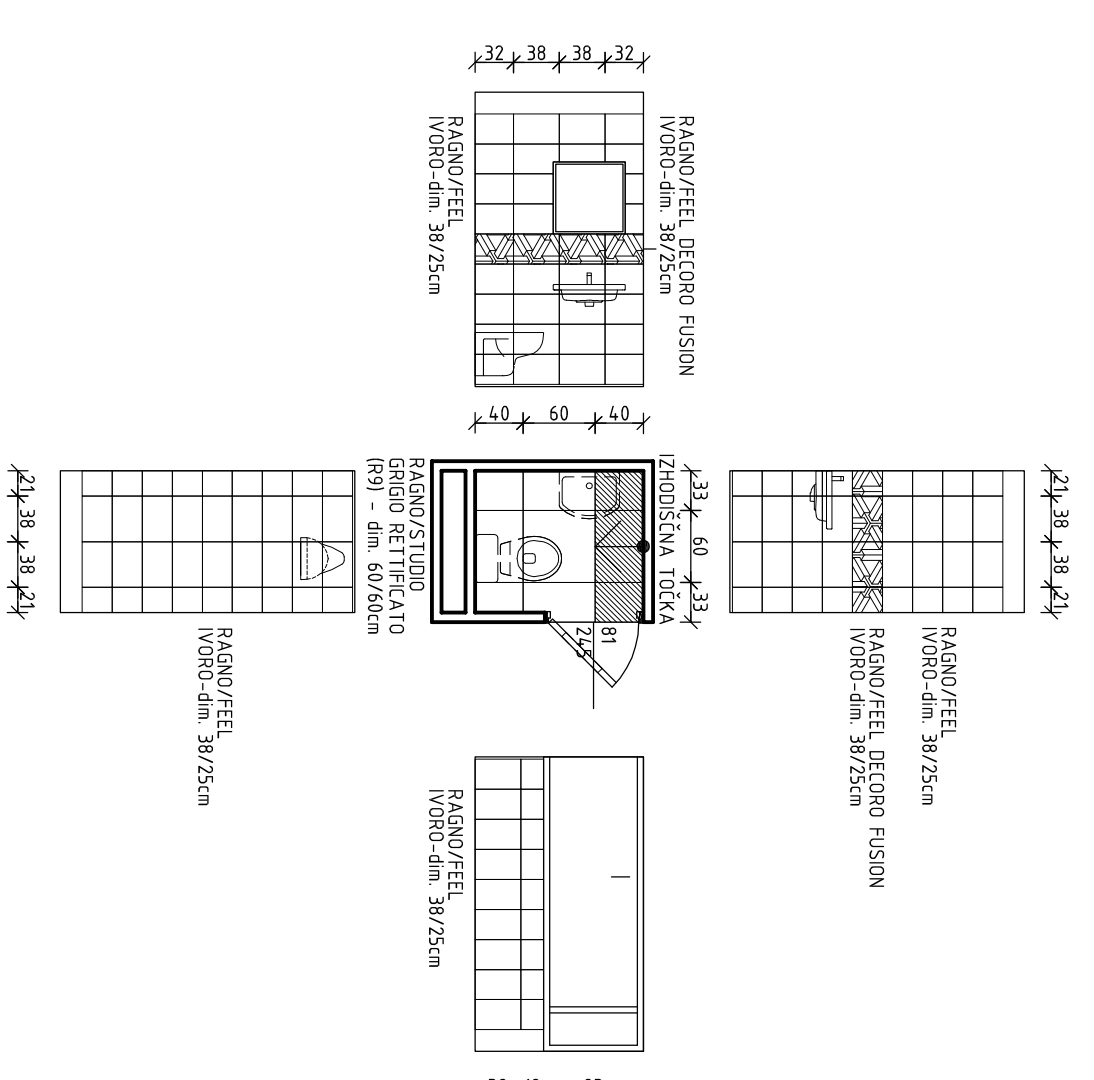 32 38 38 32
RAGNO/FEEL
IVORO-dim. 38/25cm
RAGNO/FEEL DECORO FUSION
IVORO-dim. 38/25cm
40 60 40
21 38 38 21
RAGNO/FEEL
IVORO-dim. 38/25cm
RAGNO/STUDIO
GRIGIO RETTIFICATO
(R9) - dim. 60/60cm
IZHODIŠČNA TOČKA
33 60 33
81
245
21 38 38 21
RAGNO/FEEL
IVORO-dim. 38/25cm
RAGNO/FEEL DECORO FUSION
IVORO-dim. 38/25cm
RAGNO/FEEL
IVORO-dim. 38/25cm